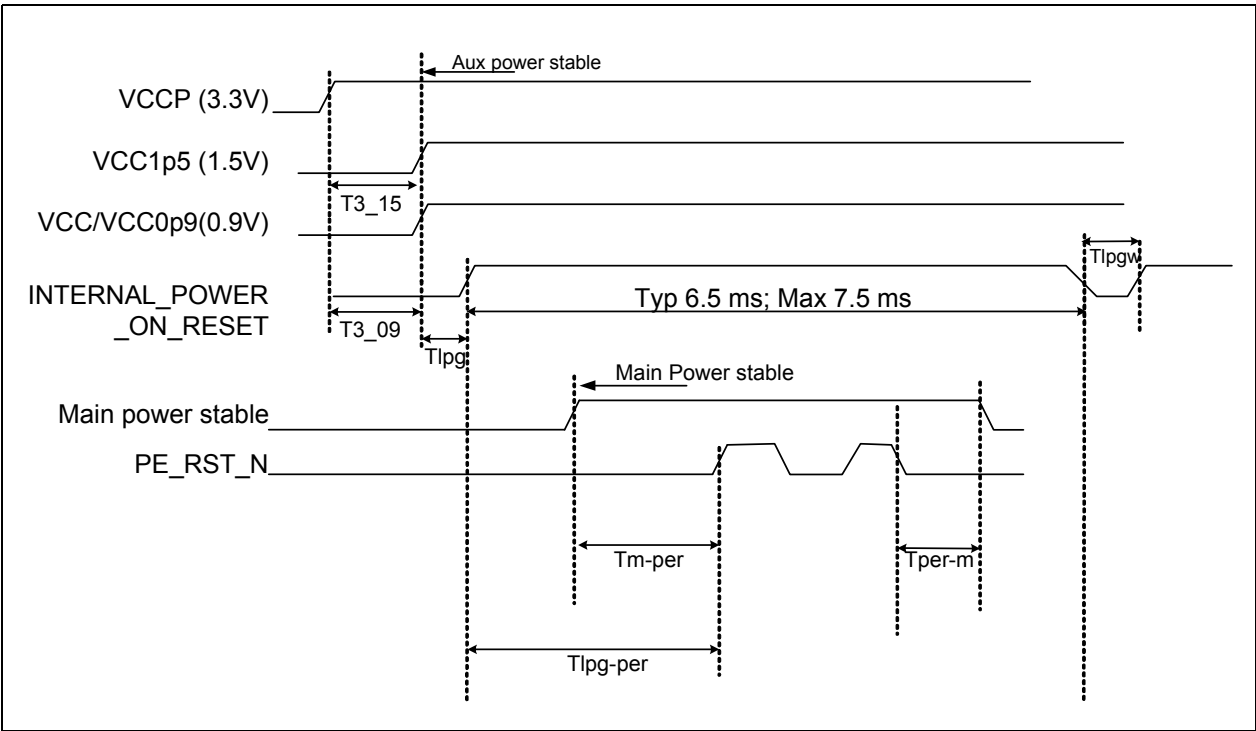 Aux power stable
VCCP (3.3V)
VCC1p5 (1.5V)
T3_15
VCC/VCC0p9(0.9V)
Tlpgw
INTERNAL_POWER
_ON_RESET
Typ 6.5 ms; Max 7.5 ms
T3_09
Tlpg
Main Power stable
Main power stable
PE_RST_N
Tm-per
Tper-m
Tlpg-per